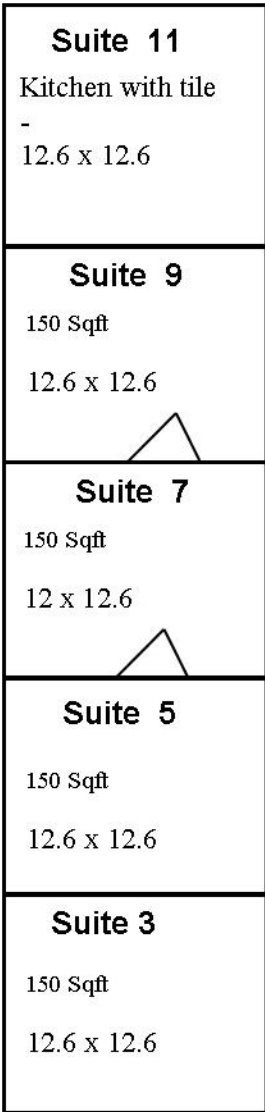 Suite 11
Kitchen with tile
-
12.6 x 12.6
Suite 9
150 Sqft
12.6 x 12.6
Suite 7
150 Sqft
12 x 12.6
Suite 5
150 Sqft
12.6 x 12.6
Suite 3
150 Sqft
12.6 x 12.6